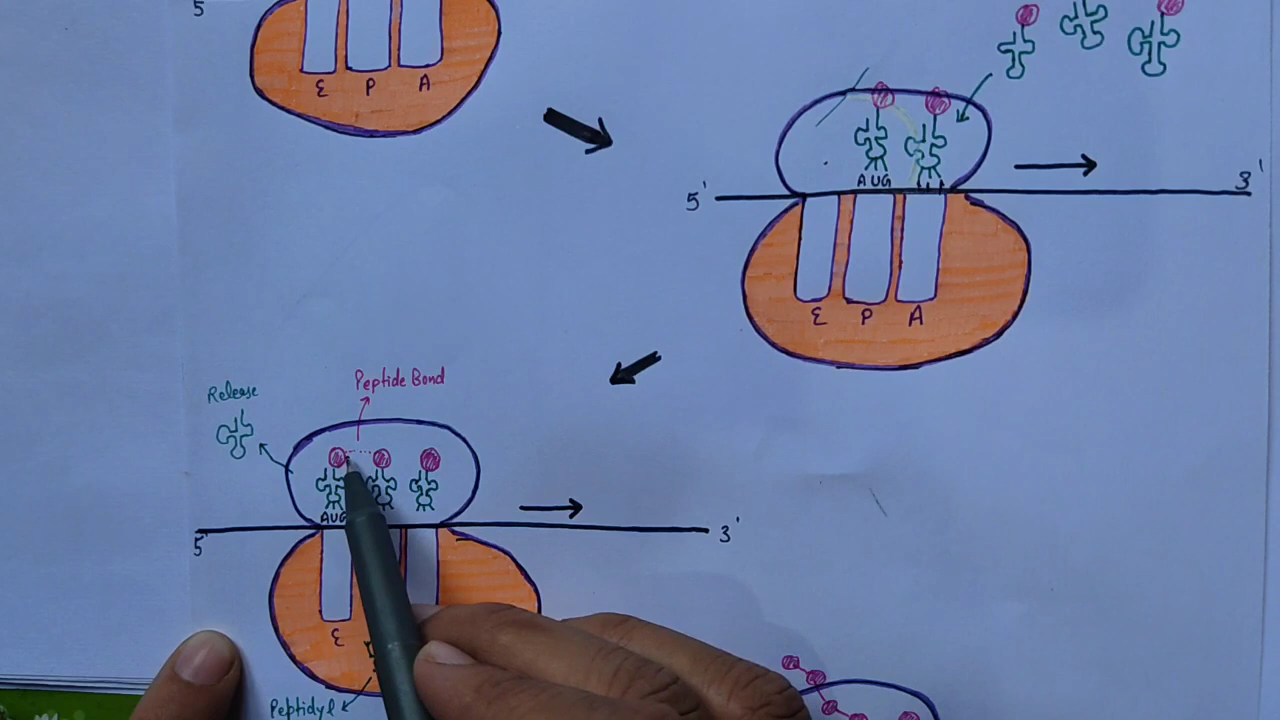 5
E P A
AUG
5' 3'
E P A
Peptide Bond
Release
AUG
5' 3'
E
Peptidyl